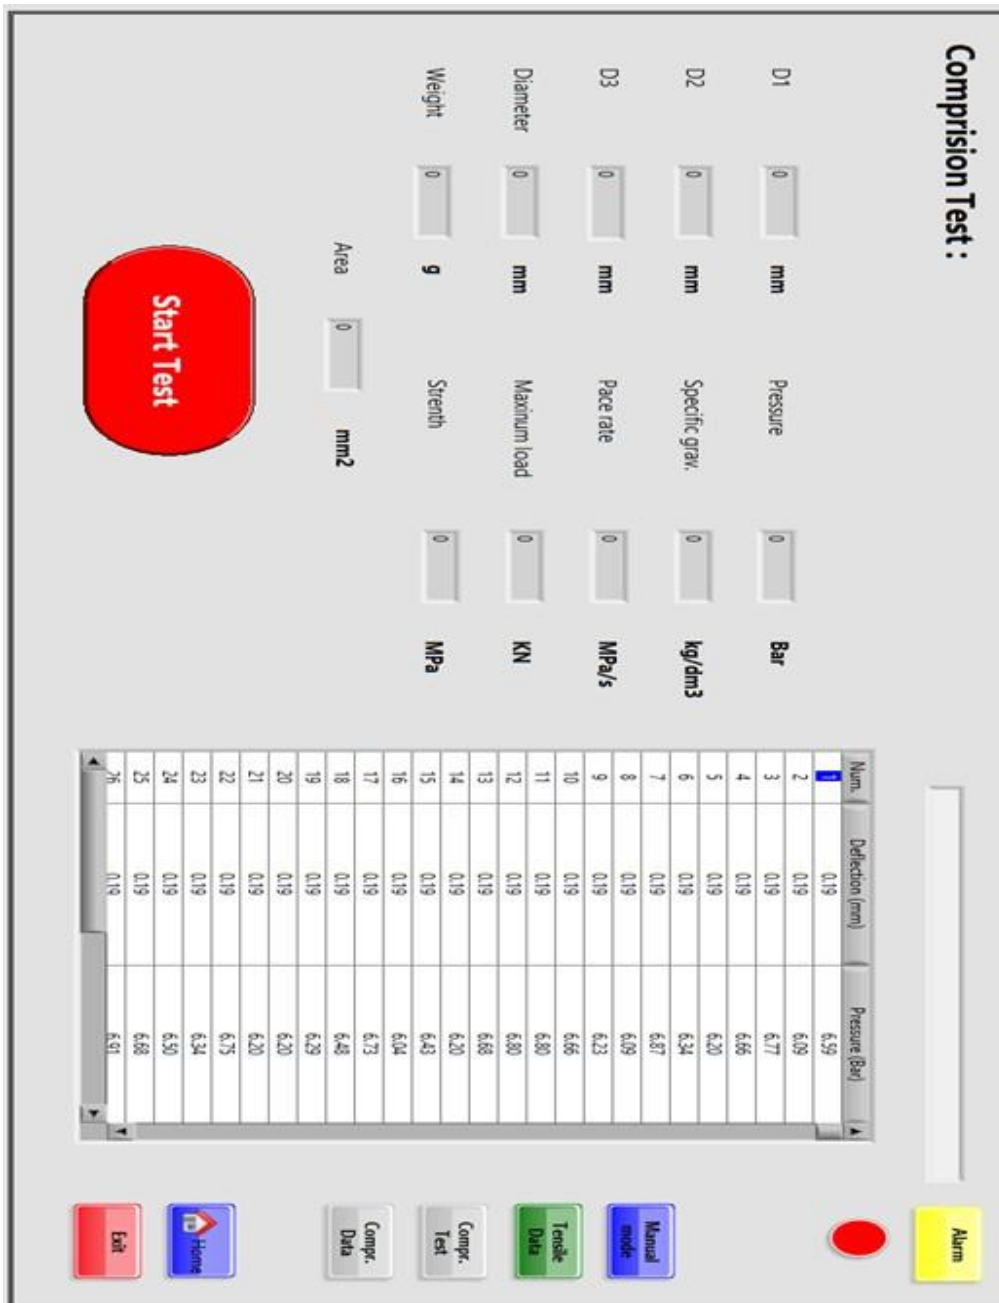 Comprision Test :
Alarm
D1 0 mm Pressure 0 Bar
D2 0 mm Specific grav. 0 kg/dm3
D3 0 mm Pace rate 0 MPa/s
Diameter 0 mm Maxinum load 0 KN
Weight 0 g Strenth 0 MPa
Area 0 mm2
Start Test
Num. Deflection (mm) Pressure (Bar)
1 0.19 6.59
2 0.19 6.09
3 0.19 6.77
4 0.19 6.66
5 0.19 6.20
6 0.19 6.34
7 0.19 6.87
8 0.19 6.09
9 0.19 6.23
10 0.19 6.66
11 0.19 6.80
12 0.19 6.80
13 0.19 6.68
14 0.19 6.20
15 0.19 6.43
16 0.19 6.04
17 0.19 6.73
18 0.19 6.48
19 0.19 6.29
20 0.19 6.20
21 0.19 6.20
22 0.19 6.75
23 0.19 6.34
24 0.19 6.50
25 0.19 6.68
26 0.19 6.91
Manual
mode
Tensile
Data
Compr.
Test
Compr.
Data
Home
Exit